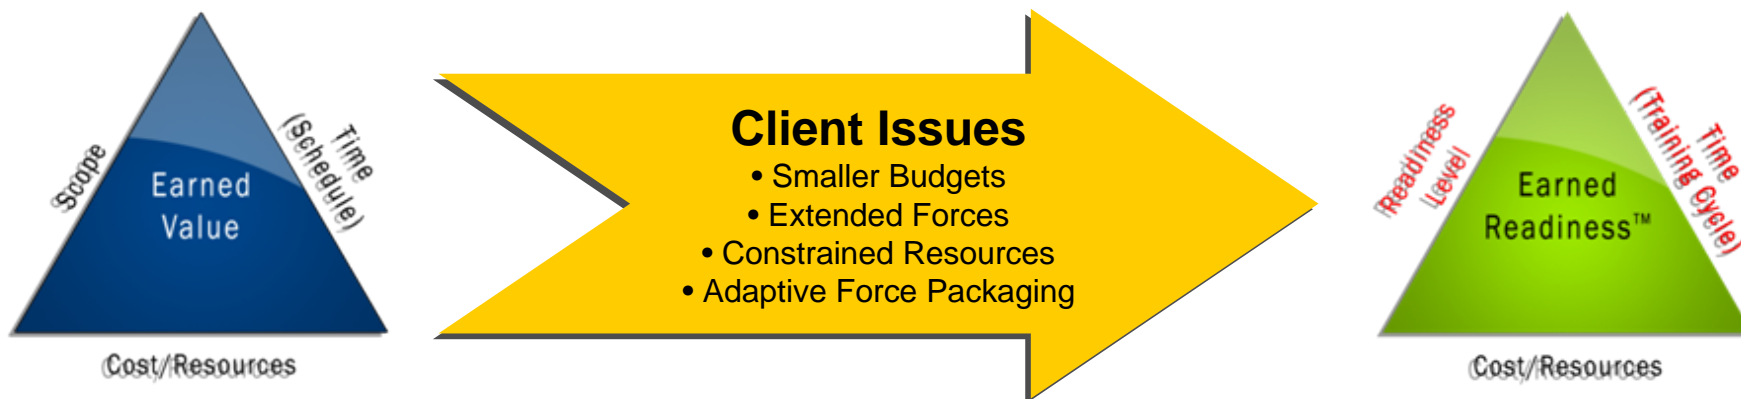 Scope
Time
(Schedule)
Earned
Value
Cost/Resources
Client Issues
• Smaller Budgets
• Extended Forces
• Constrained Resources
• Adaptive Force Packaging
Readiness
Level
Time
(Training Cycle)
Earned
Readiness™
Cost/Resources